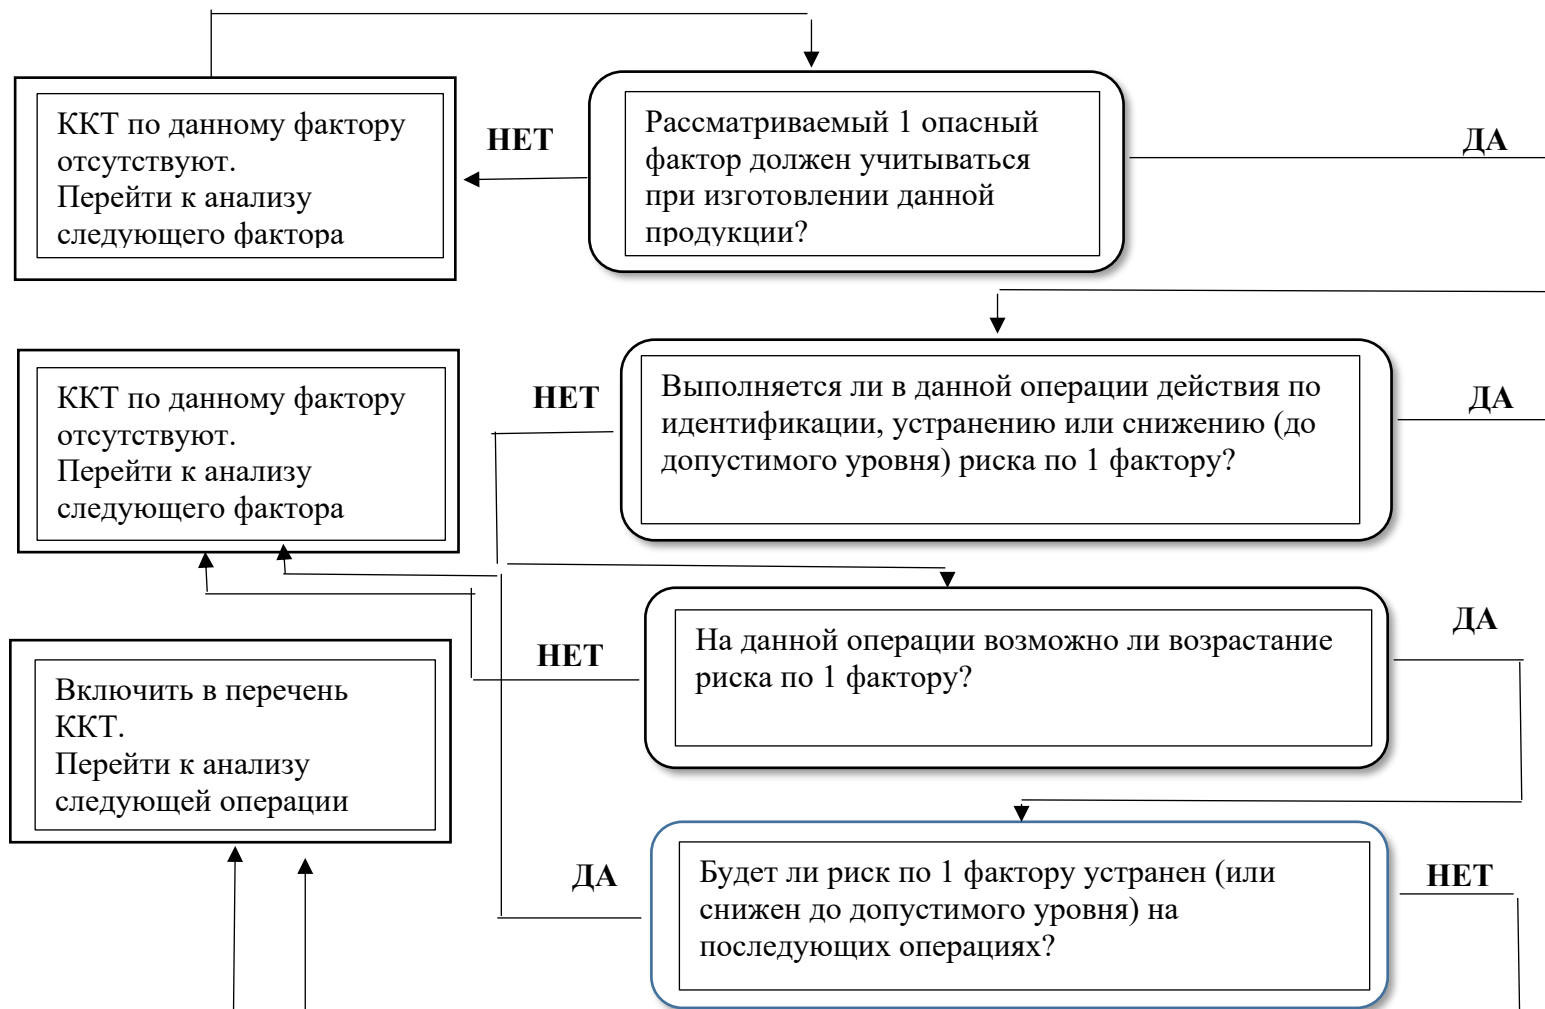 ККТ по данному фактору
отсутствуют.
Перейти к анализу
следующего фактора
НЕТ
Рассматриваемый 1 опасный
фактор должен учитываться
при изготовлении данной
продукции?
ДА
ККТ по данному фактору
отсутствуют.
Перейти к анализу
следующего фактора
НЕТ
Выполняется ли в данной операции действия по
идентификации, устранению или снижению (до
допустимого уровня) риска по 1 фактору?
ДА
НЕТ
На данной операции возможно ли возрастание
риска по 1 фактору?
ДА
Включить в перечень
ККТ.
Перейти к анализу
следующей операции
ДА
Будет ли риск по 1 фактору устранен (или
снижен до допустимого уровня) на
последующих операциях?
НЕТ